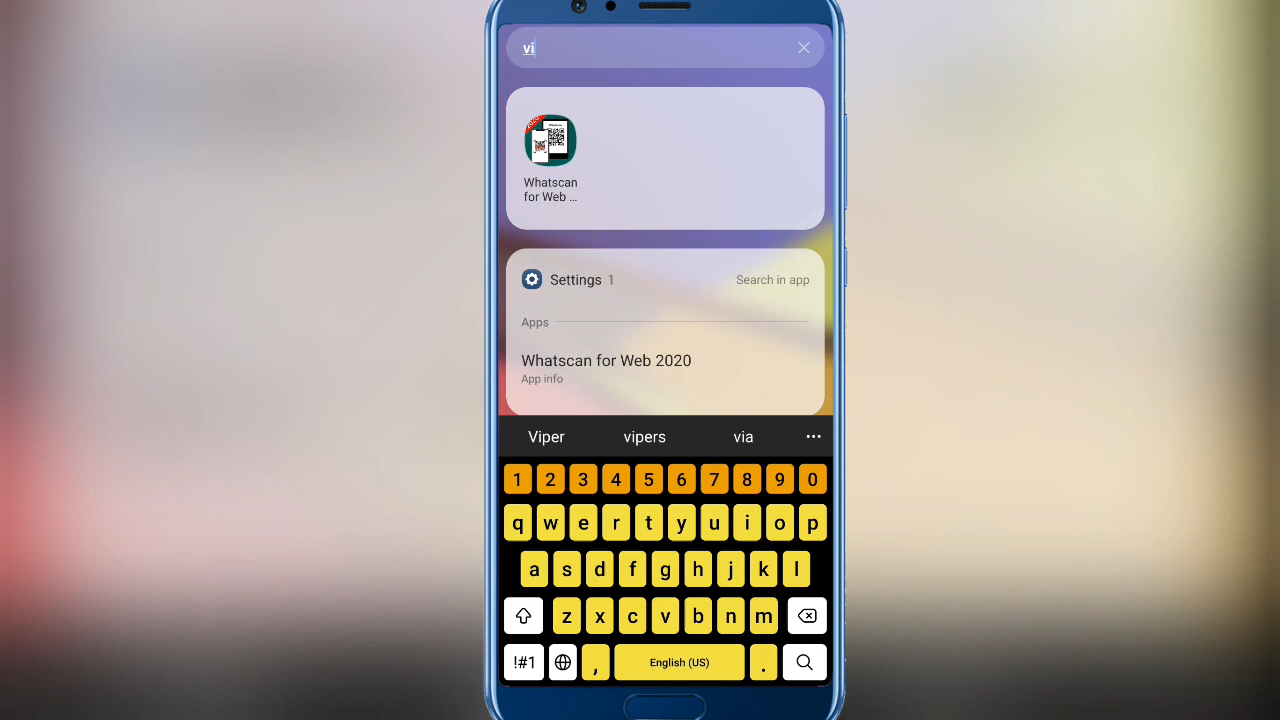 vi
Whatscan
for Web ...
Settings 1
Search in app
Apps
Whatscan for Web 2020
App info
Viper vipers via ...
1 2 3 4 5 6 7 8 9 0
q w e r t y u i o p
a s d f g h j k l
z x c v b n m
!#1 , English (US) .